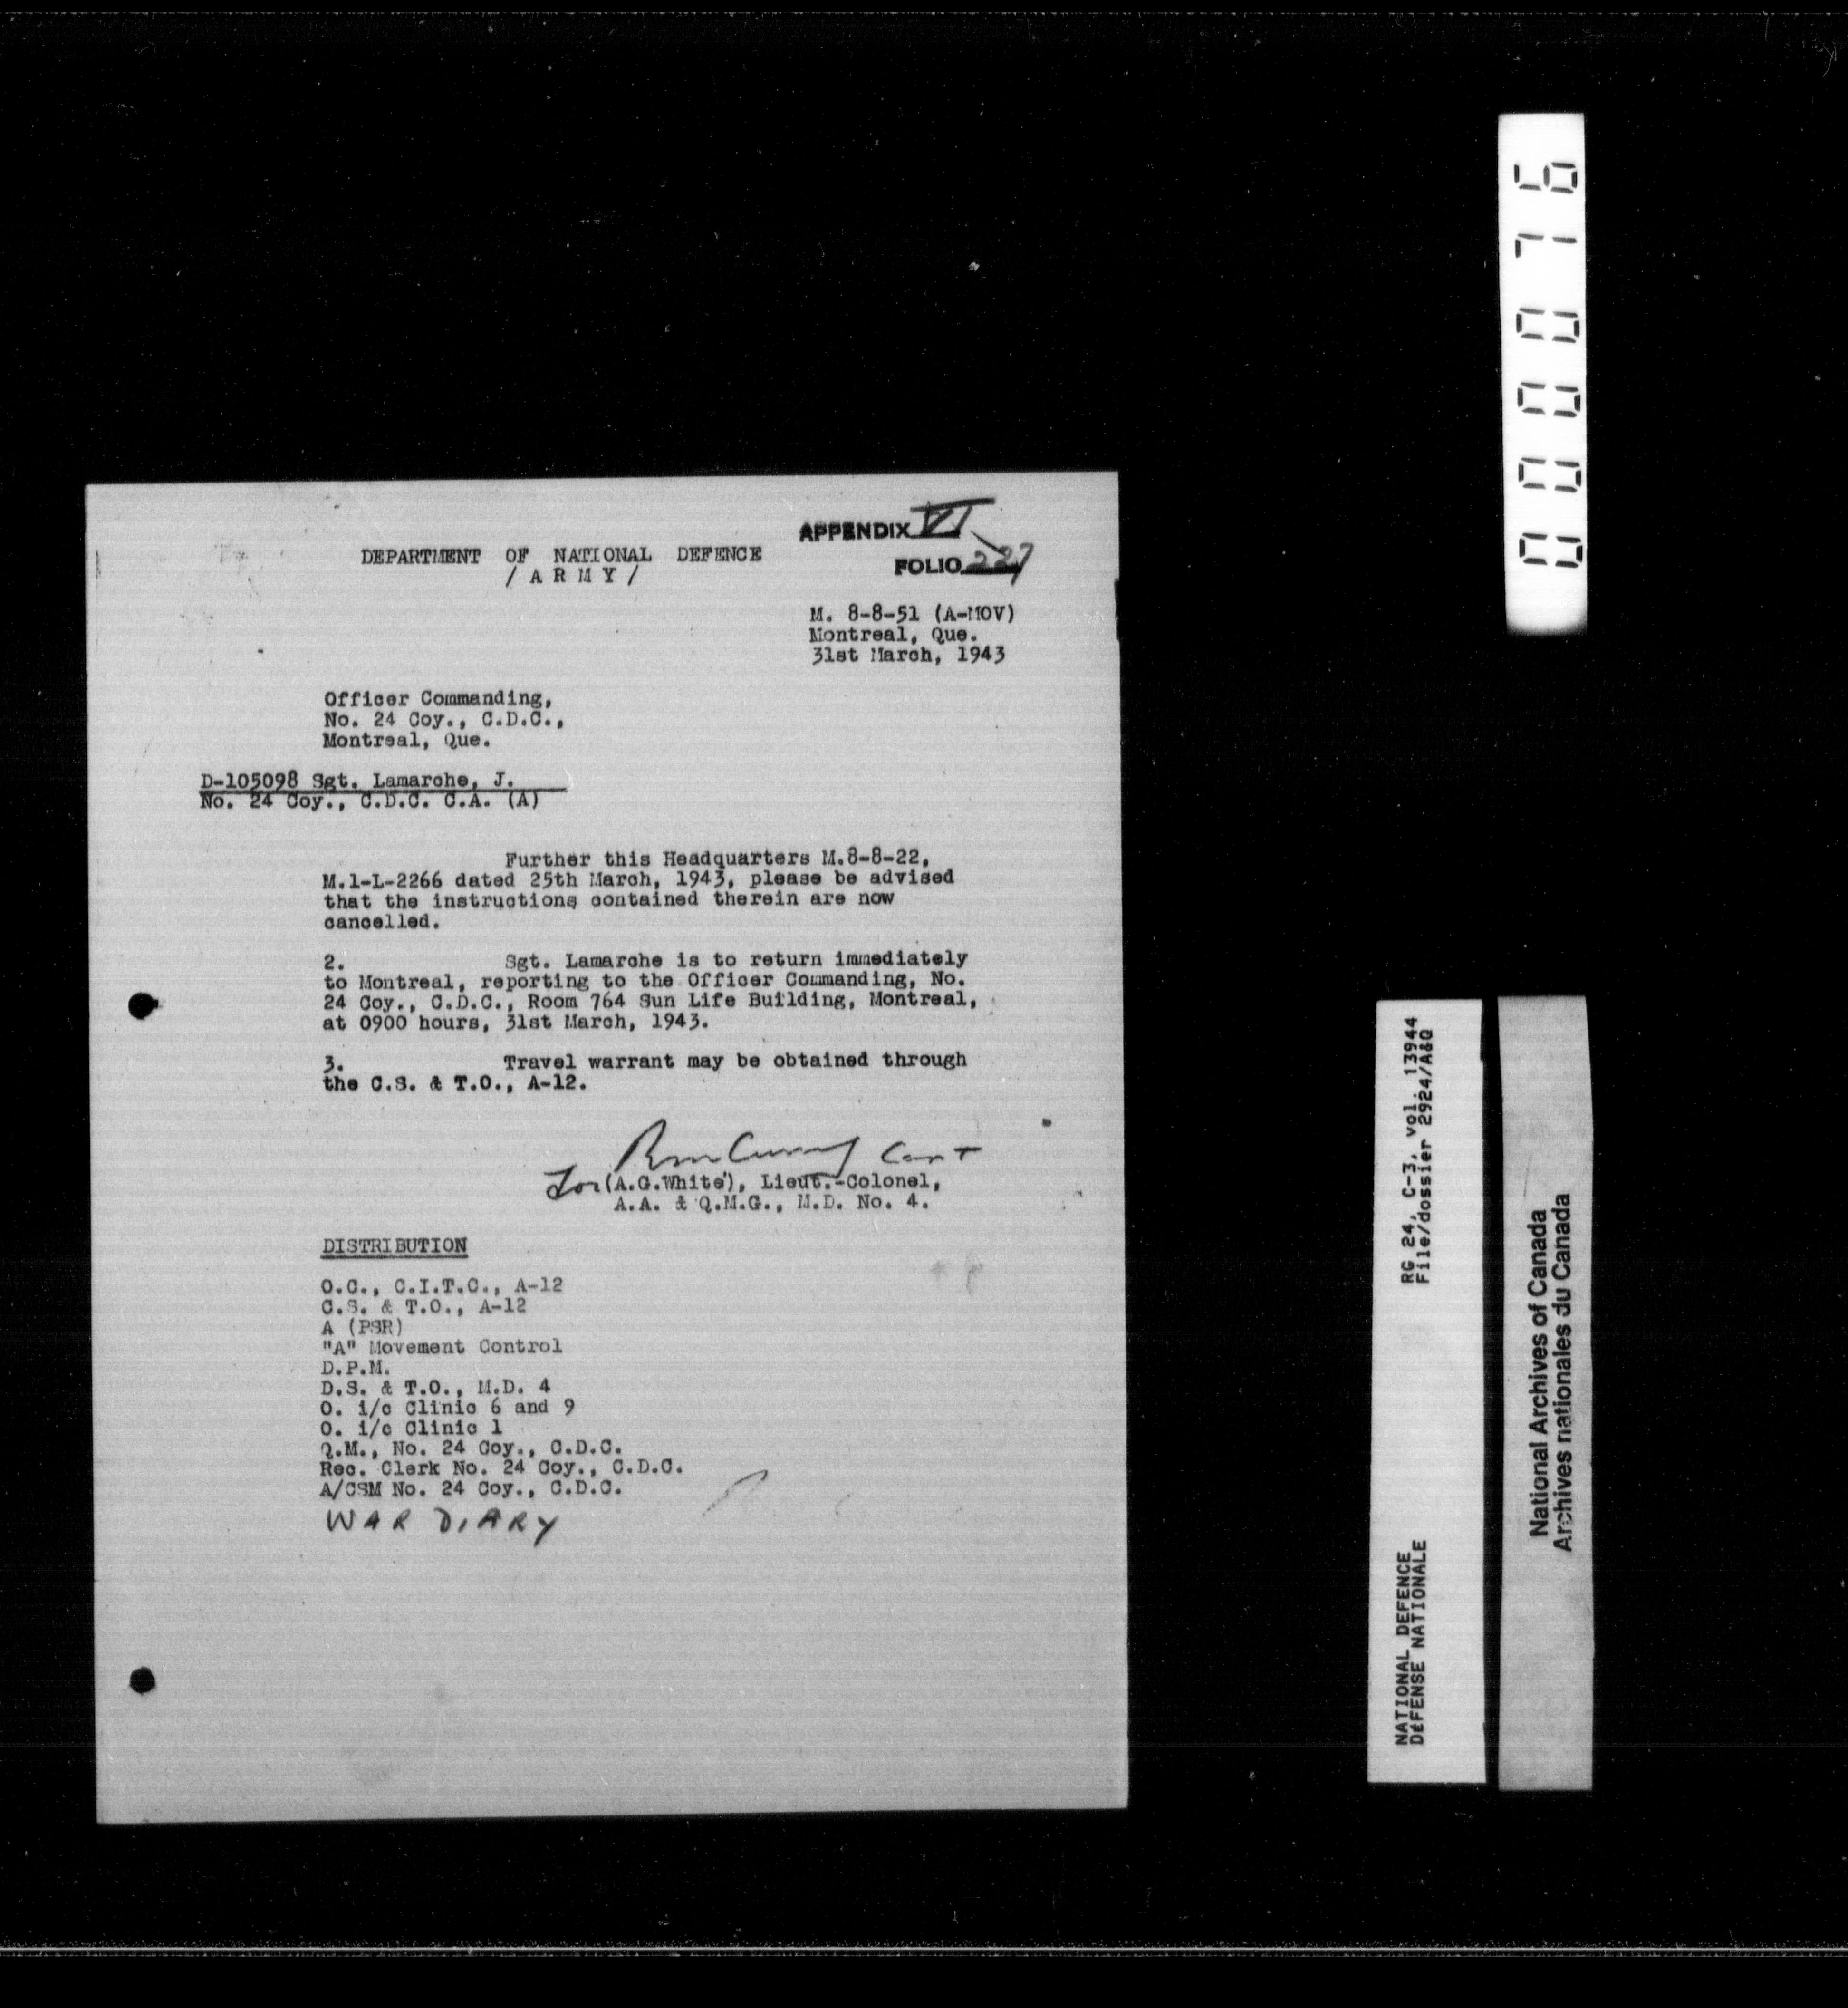 APPENDIX VI
DEPARTMENT OF NATIONAL DEFENCE
/ A R M Y /
FOLIO 227
M. 8-8-51 (A-MOV)
Montreal, Que.
31st March, 1943
Officer Commanding,
No. 24 Coy., C.D.C.,
Montreal, Que.
D-105098 Sgt. Lamarche, J.
No. 24 Coy., C.D.C. C.A. (A)
Further this Headquarters M.8-8-22,
M.1-L-2266 dated 25th March, 1943, please be advised
that the instructions contained therein are now
cancelled.
2. Sgt. Lamarche is to return immediately
to Montreal, reporting to the Officer Commanding, No.
24 Coy., C.D.C., Room 764 Sun Life Building, Montreal,
at 0900 hours, 31st March, 1943.
3. Travel warrant may be obtained through
the C.S. & T.O., A-12.
Capt
for (A.G.White), Lieut.-Colonel,
A.A. & Q.M.G., M.D. No. 4.
DISTRIBUTION
O.C., C.I.T.C., A-12
C.S. & T.O., A-12
A (PSR)
"A" Movement Control
D.P.M.
D.S. & T.O., M.D. 4
O. i/c Clinic 6 and 9
O. i/c Clinic 1
Q.M., No. 24 Coy., C.D.C.
Rec. Clerk No. 24 Coy., C.D.C.
A/CSM No. 24 Coy., C.D.C.
WAR DIARY
000076
RG 24, C-3, vol. 13944
File/dossier 2924/A&Q
NATIONAL DEFENCE
DÉFENSE NATIONALE
National Archives of Canada
Archives nationales du Canada